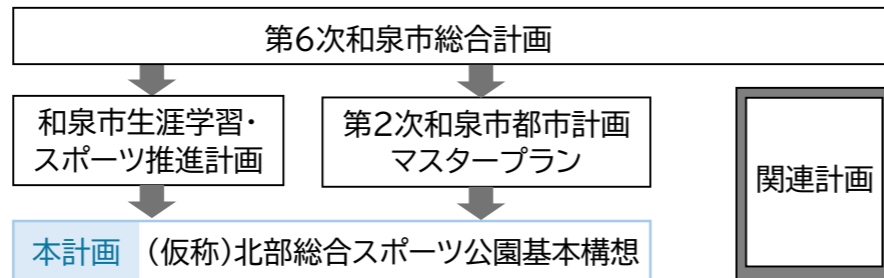 第6次和泉市総合計画
和泉市生涯学習・
スポーツ推進計画
第2次和泉市都市計画
マスタープラン
関連計画
本計画 (仮称)北部総合スポーツ公園基本構想